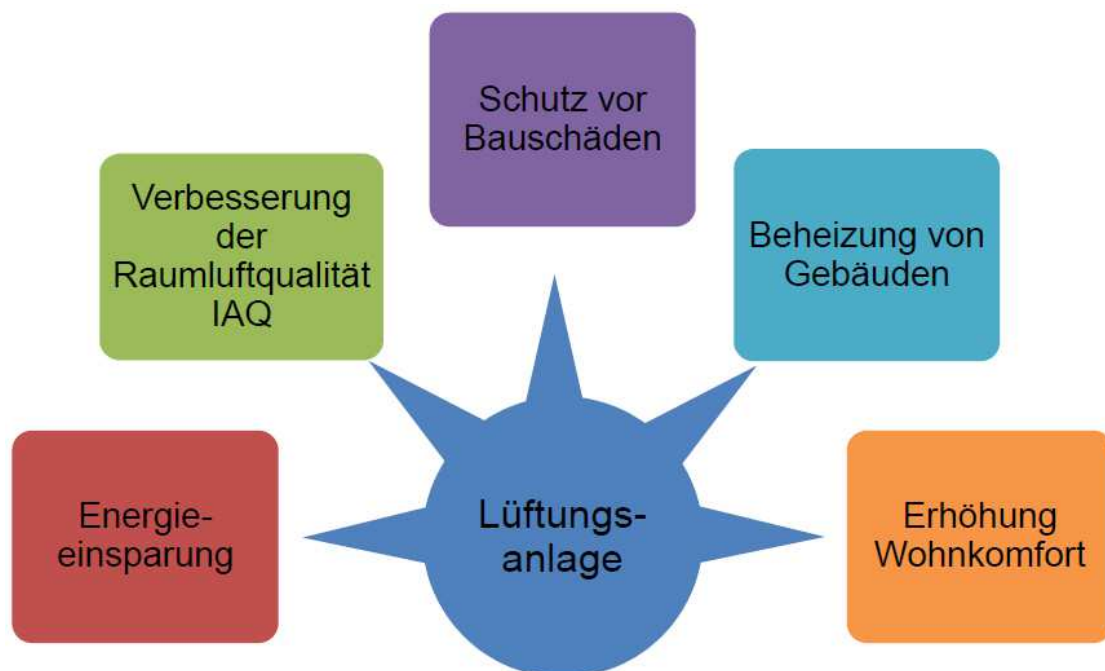 Schutz vor
Bauschäden
Verbesserung
der
Raumluftqualität
IAQ
Beheizung von
Gebäuden
Energie-
einsparung
Lüftungs-
anlage
Erhöhung
Wohnkomfort